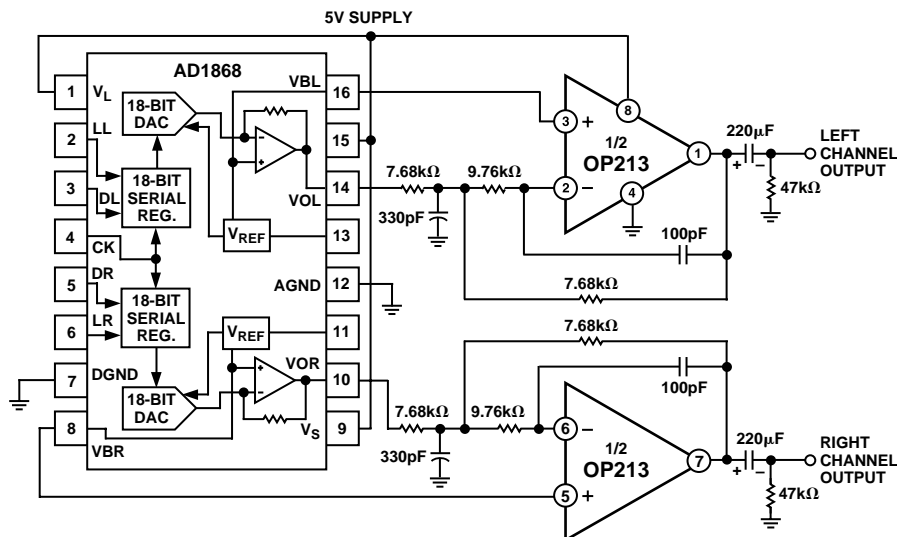 5V SUPPLY
AD1868
1
V_L
VBL
16
18-BIT
DAC
8
3
+
220µF
LEFT
CHANNEL
OUTPUT
2
LL
15
1/2
OP213
1
+
–
7.68kΩ
9.76kΩ
2
–
3
DL
18-BIT
SERIAL
REG.
–
+
VOL
14
4
47kΩ
330pF
4
CK
V_REF
13
100pF
5
DR
AGND
12
7.68kΩ
6
LR
18-BIT
SERIAL
REG.
V_REF
11
7.68kΩ
7
DGND
18-BIT
DAC
+
–
VOR
10
100pF
7.68kΩ
9.76kΩ
6
–
220µF
RIGHT
CHANNEL
OUTPUT
8
VBR
V_S
9
330pF
1/2
OP213
7
+
–
5
+
47kΩ